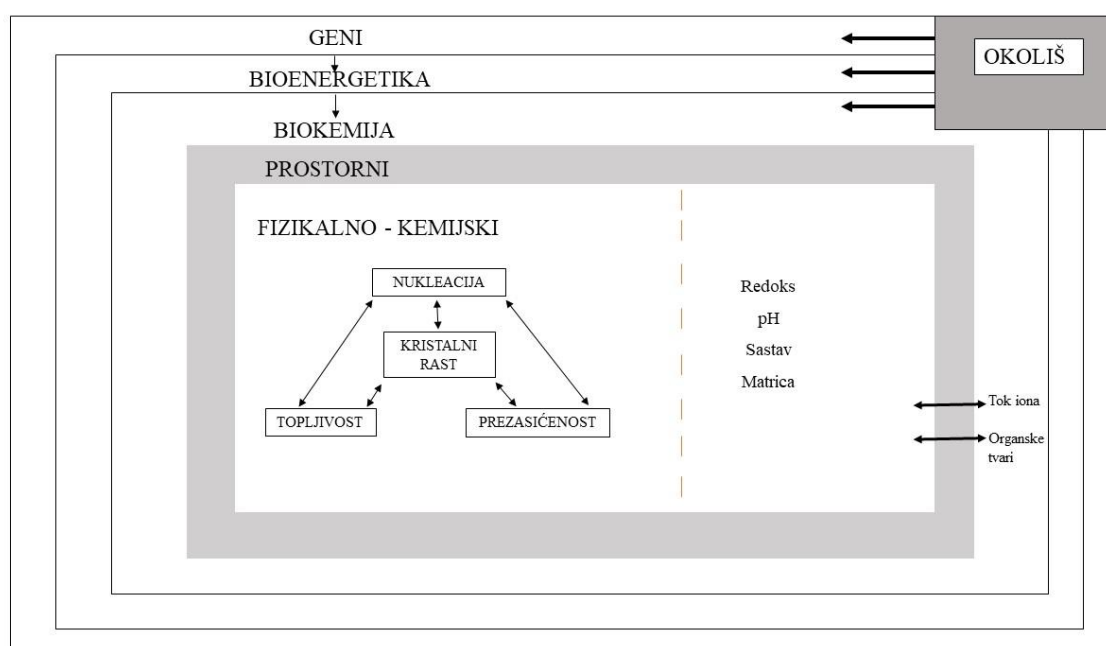 GENI
OKOLIŠ
BIOENERGETIKA
BIOKEMIJA
PROSTORNI
FIZIKALNO - KEMIJSKI
NUKLEACIJA
KRISTALNI
RAST
TOPLJIVOST
PREZASIĆENOST
Redoks
pH
Sastav
Matrica
Tok iona
Organske
tvari